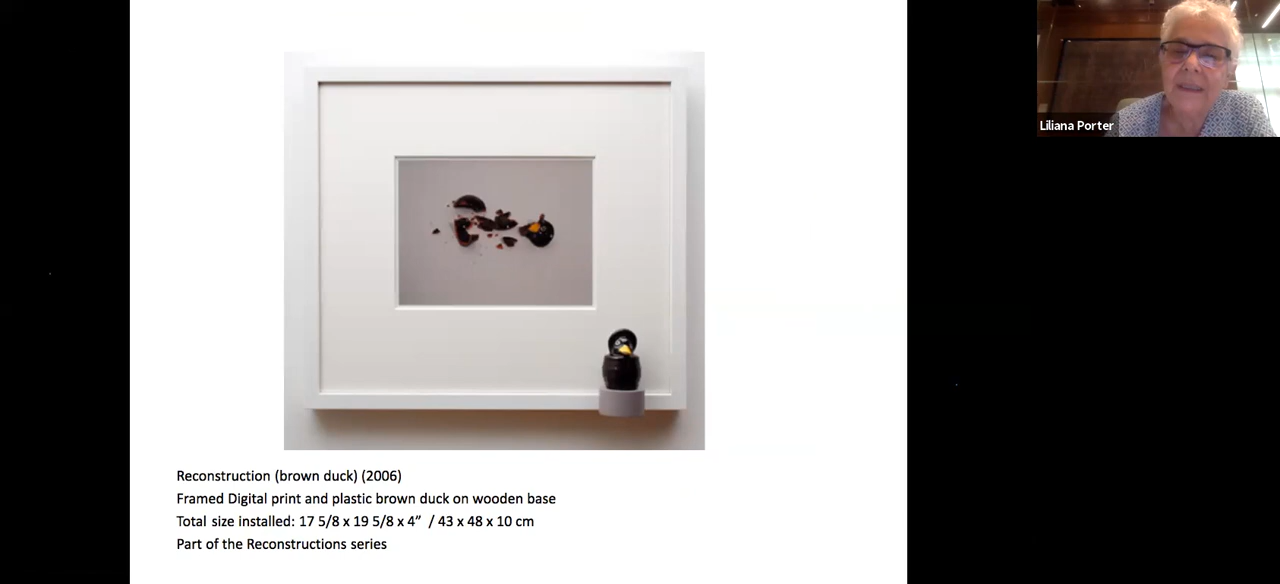 Liliana Porter
Reconstruction (brown duck) (2006)
Framed Digital print and plastic brown duck on wooden base
Total size installed: 17 5/8 x 19 5/8 x 4” / 43 x 48 x 10 cm
Part of the Reconstructions series